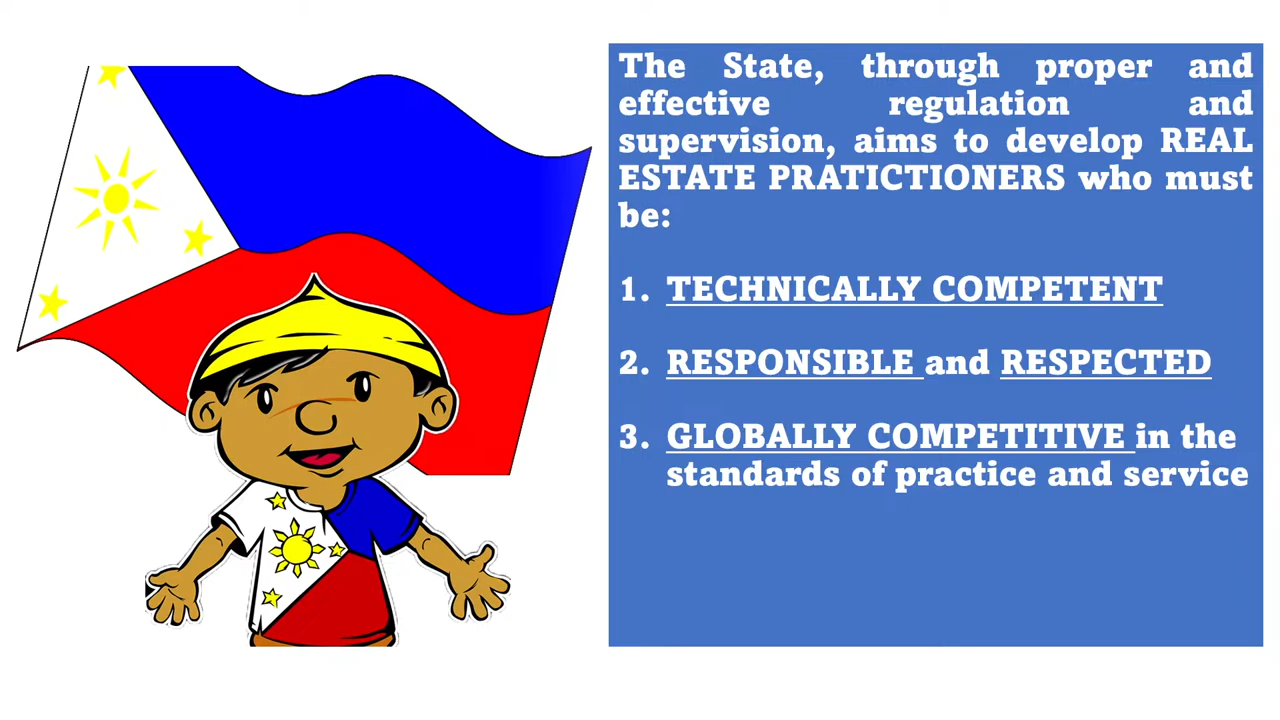 The State, through proper and
effective regulation and
supervision, aims to develop REAL
ESTATE PRATICTIONERS who must
be:
1. TECHNICALLY COMPETENT
2. RESPONSIBLE and RESPECTED
3. GLOBALLY COMPETITIVE in the
standards of practice and service